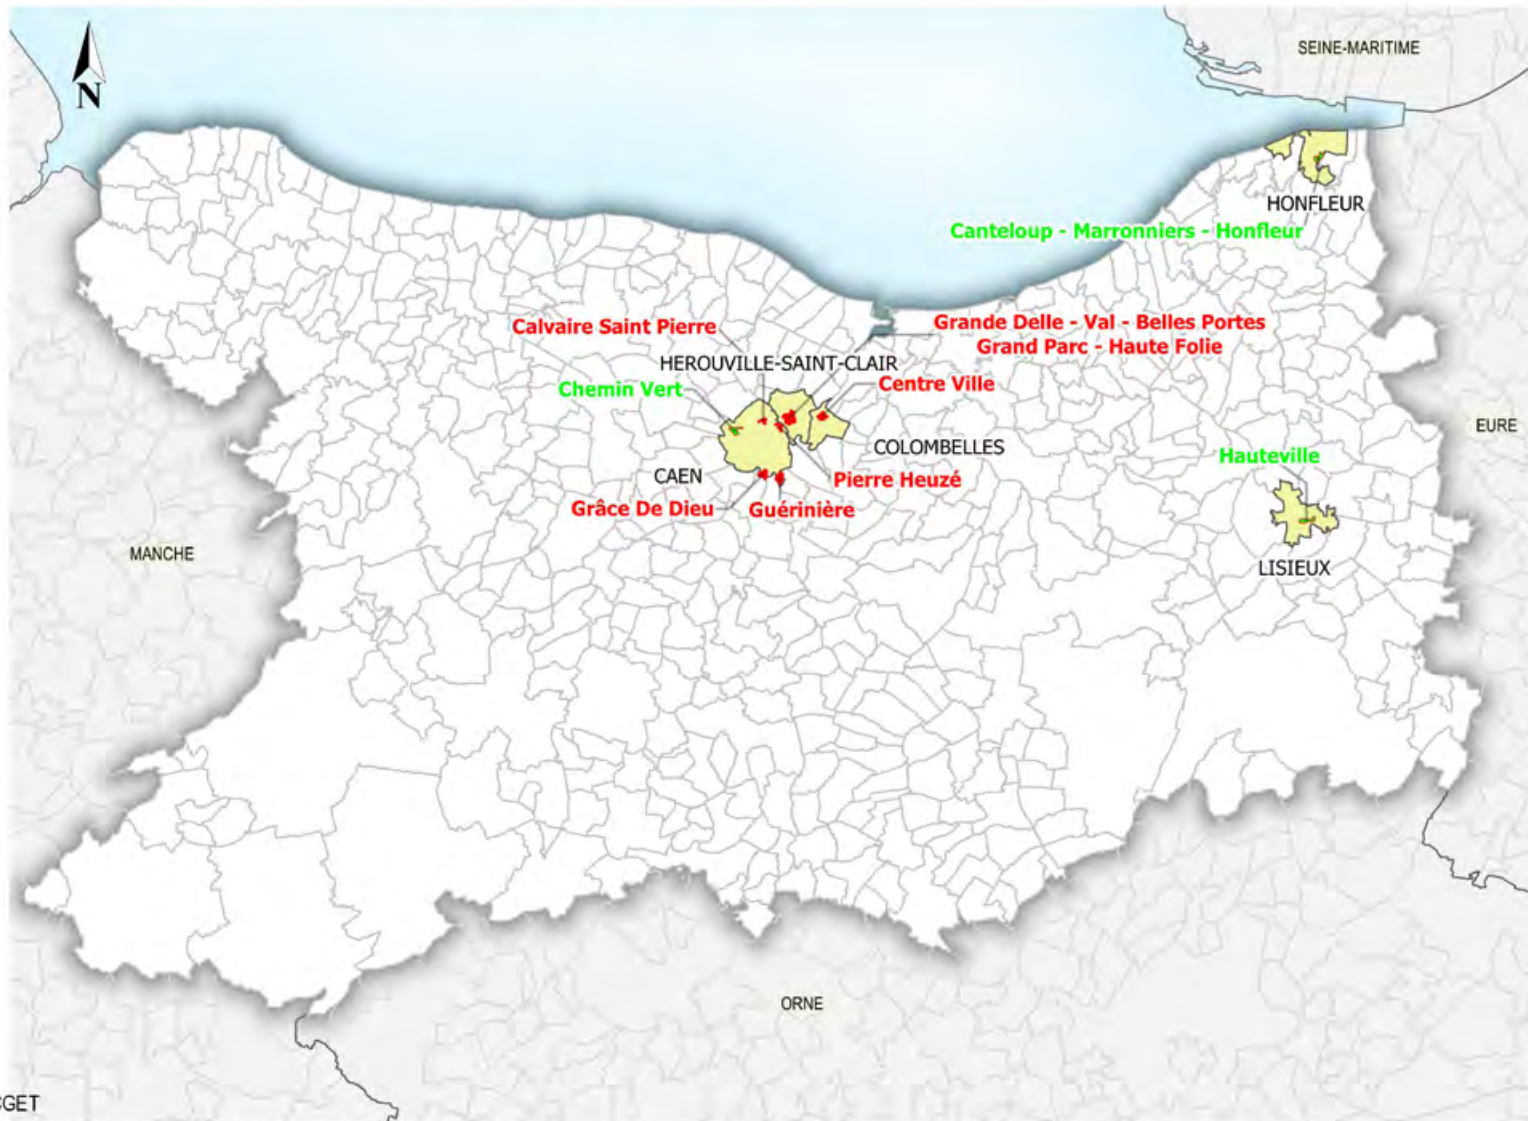 N
SEINE-MARITIME
HONFLEUR
Canteloup - Marronniers - Honfleur
Calvaire Saint Pierre
Grande Delle - Val - Belles Portes
Grand Parc - Haute Folie
HEROUVILLE-SAINT-CLAIR
Chemin Vert
Centre Ville
EURE
COLOMBELLES
Hauteville
CAEN
Pierre Heuzé
Grâce De Dieu
Guérinière
MANCHE
LISIEUX
ORNE
CGET